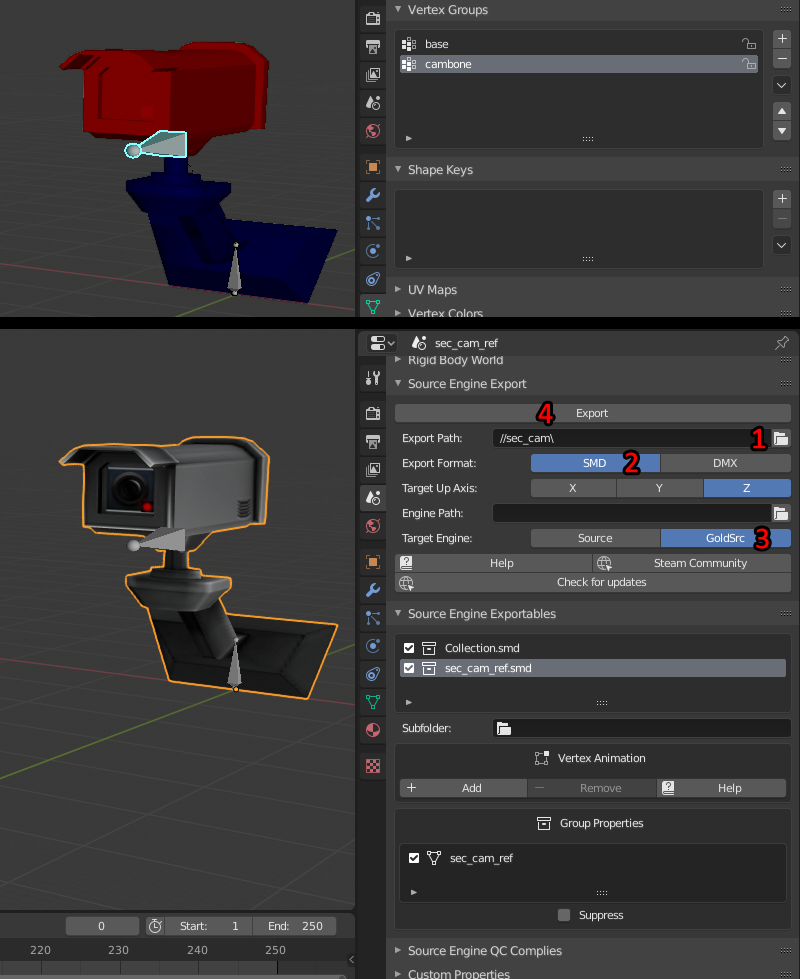 Vertex Groups
base
cambone
Shape Keys
UV Maps
Vertex Colors
sec_cam_ref
Rigid Body World
Source Engine Export
4 Export
Export Path: //sec_cam\ 1
Export Format: SMD 2 DMX
Target Up Axis: X Y Z
Engine Path:
Target Engine: Source GoldSrc 3
Help Steam Community
Check for updates
Source Engine Exportables
Collection.smd
sec_cam_ref.smd
Subfolder:
Vertex Animation
Add Remove Help
Group Properties
sec_cam_ref
Suppress
0 Start: 1 End: 250
220 230 240 250
Source Engine QC Complies
Custom Properties